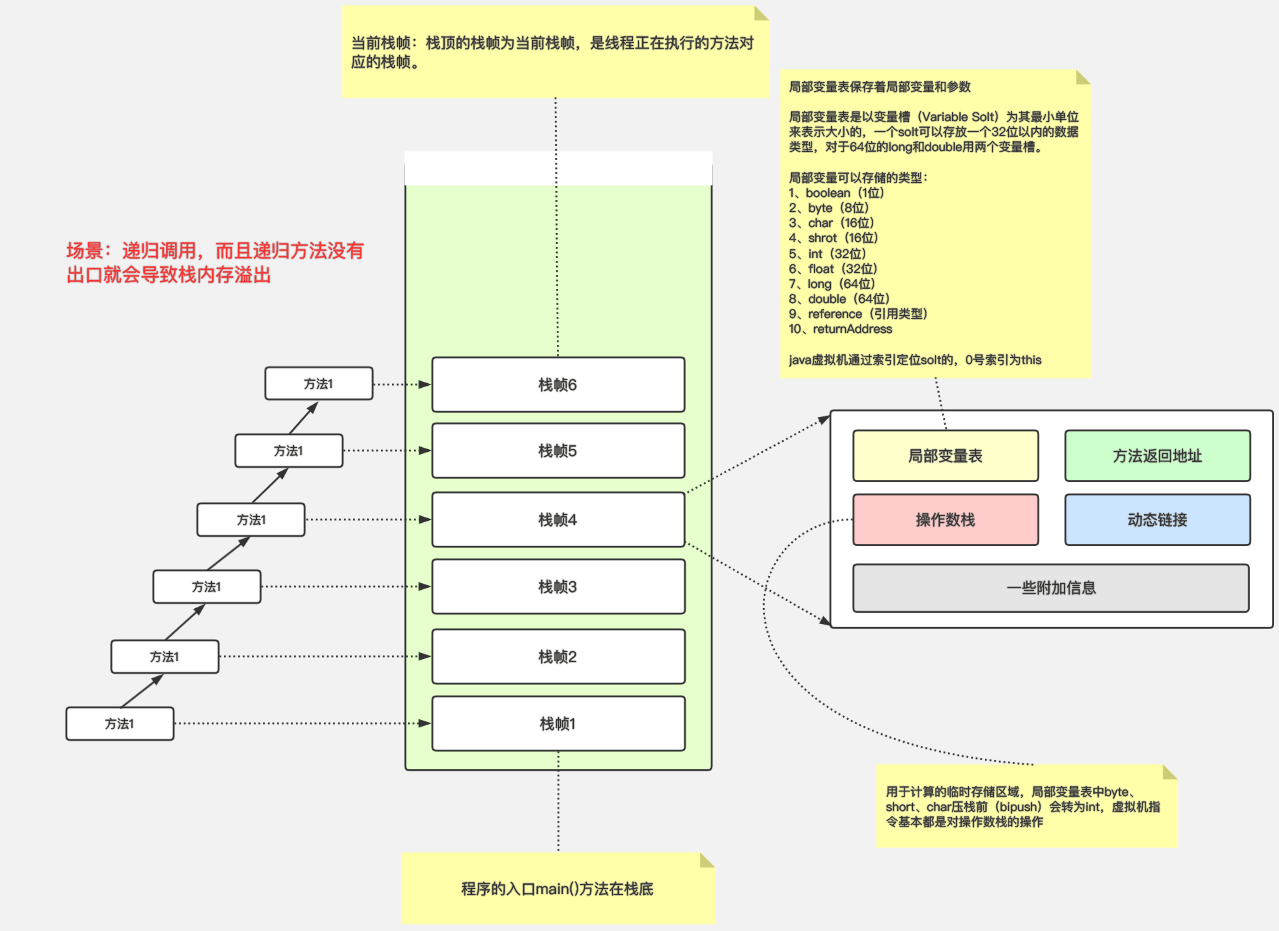 当前栈帧：栈顶的栈帧为当前栈帧，是线程正在执行的方法对
应的栈帧。
局部变量表保存着局部变量和参数
局部变量表是以变量槽（Variable Solt）为其最小单位
来表示大小的，一个solt可以存放一个32位以内的数据
类型，对于64位的long和double用两个变量槽。
局部变量可以存储的类型：
1、boolean（1位）
2、byte（8位）
3、char（16位）
4、shrot（16位）
5、int（32位）
6、float（32位）
7、long（64位）
8、double（64位）
9、reference（引用类型）
10、returnAddress
java虚拟机通过索引定位solt的，0号索引为this
场景：递归调用，而且递归方法没有
出口就会导致栈内存溢出
方法1
栈帧6
方法1
栈帧5
方法1
栈帧4
方法1
栈帧3
方法1
栈帧2
方法1
栈帧1
局部变量表
方法返回地址
操作数栈
动态链接
一些附加信息
用于计算的临时存储区域，局部变量表中byte、
short、char压栈前（bipush）会转为int，虚拟机指
令基本都是对操作数栈的操作
程序的入口main()方法在栈底